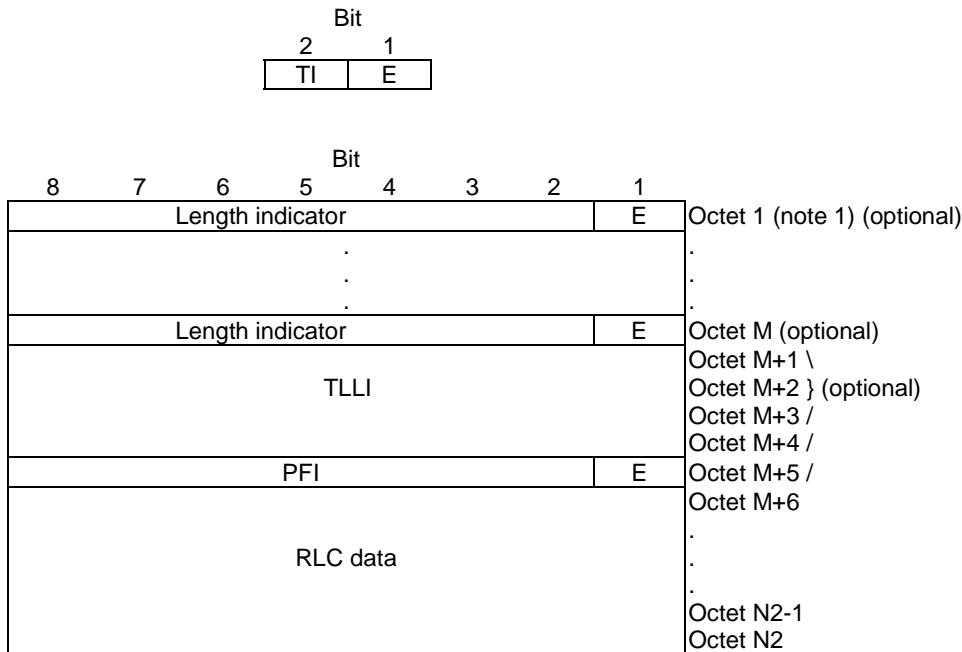 Bit
2 1
TI E
Bit
8 7 6 5 4 3 2 1
Length indicator E Octet 1 (note 1) (optional)
. .
. .
. .
Length indicator E Octet M (optional)
Octet M+1 \
TLLI Octet M+2 } (optional)
Octet M+3 /
Octet M+4 /
PFI E Octet M+5 /
Octet M+6
.
RLC data .
.
Octet N2-1
Octet N2